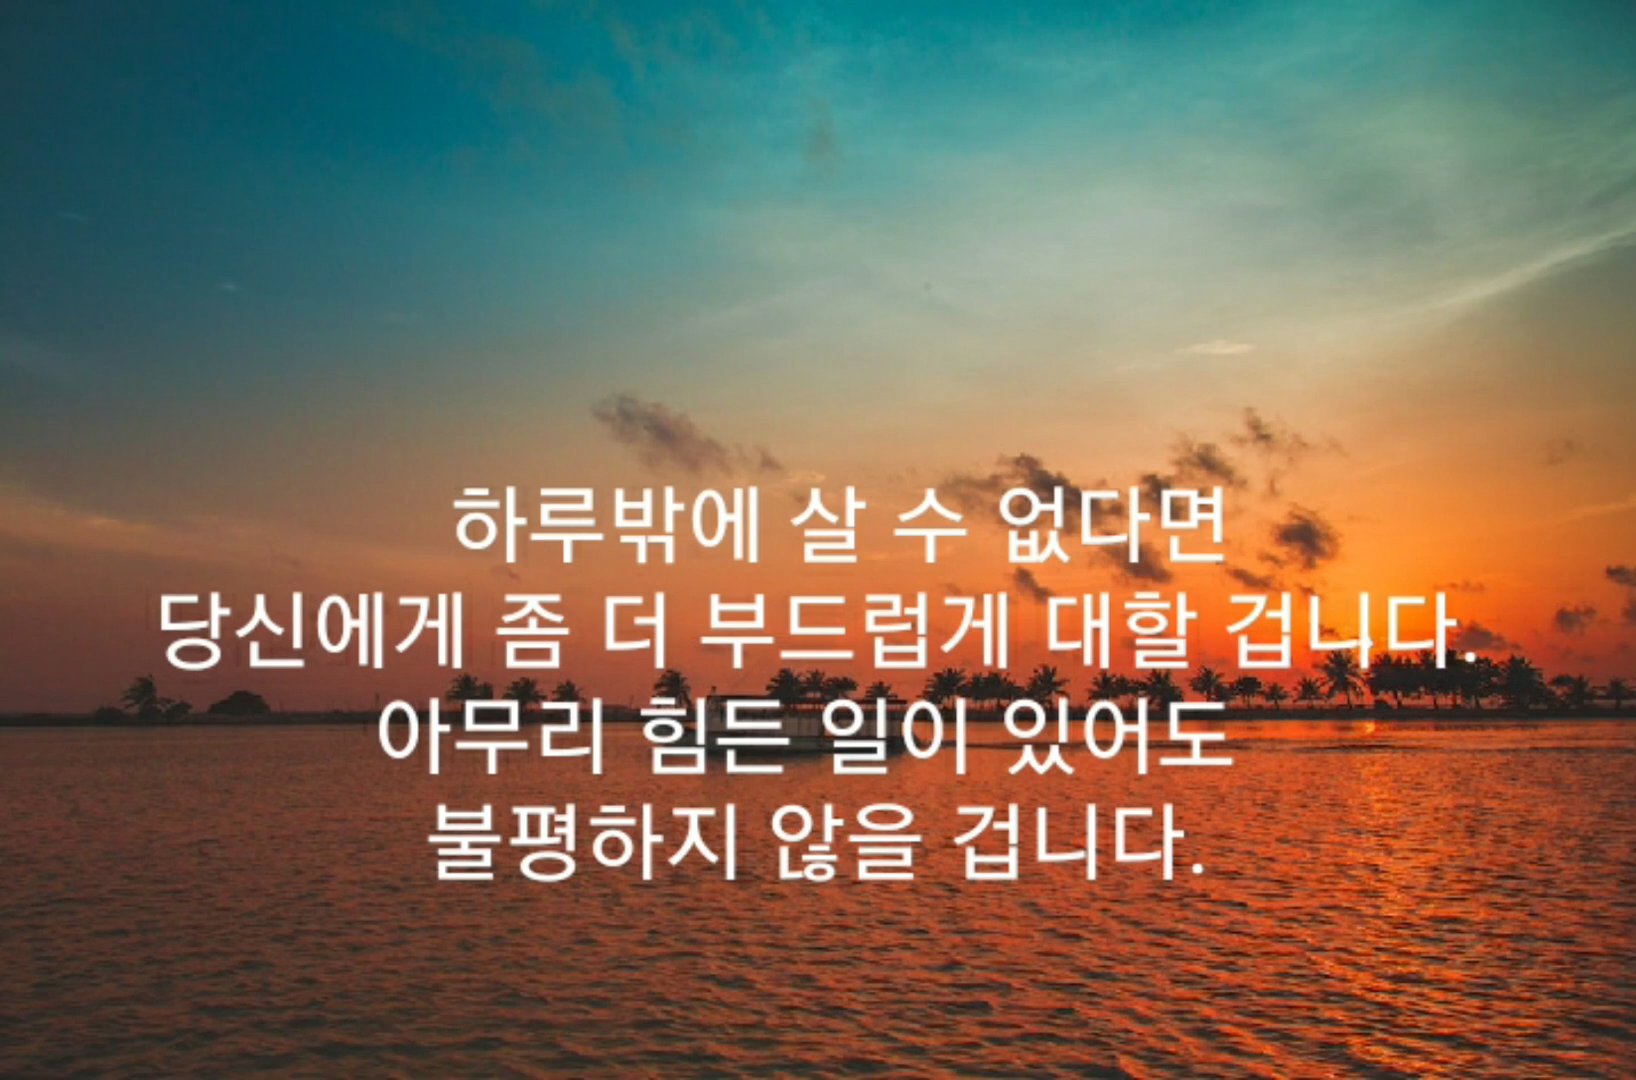 하루밖에 살 수 없다면
당신에게 좀 더 부드럽게 대할 겁니다.
아무리 힘든 일이 있어도
불평하지 않을 겁니다.